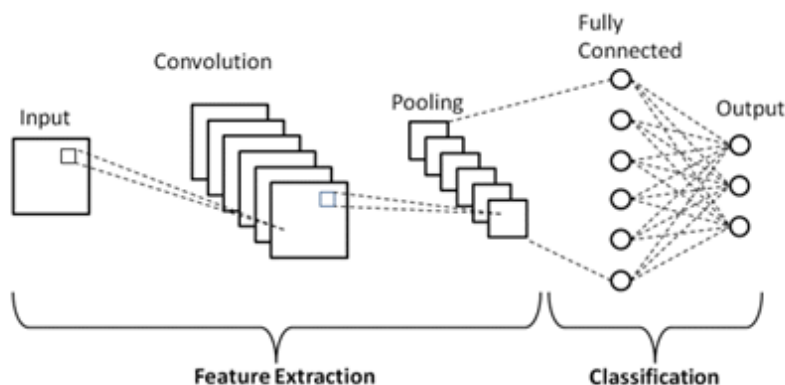 Input
Convolution
Pooling
Fully
Connected
Output
Feature Extraction
Classification